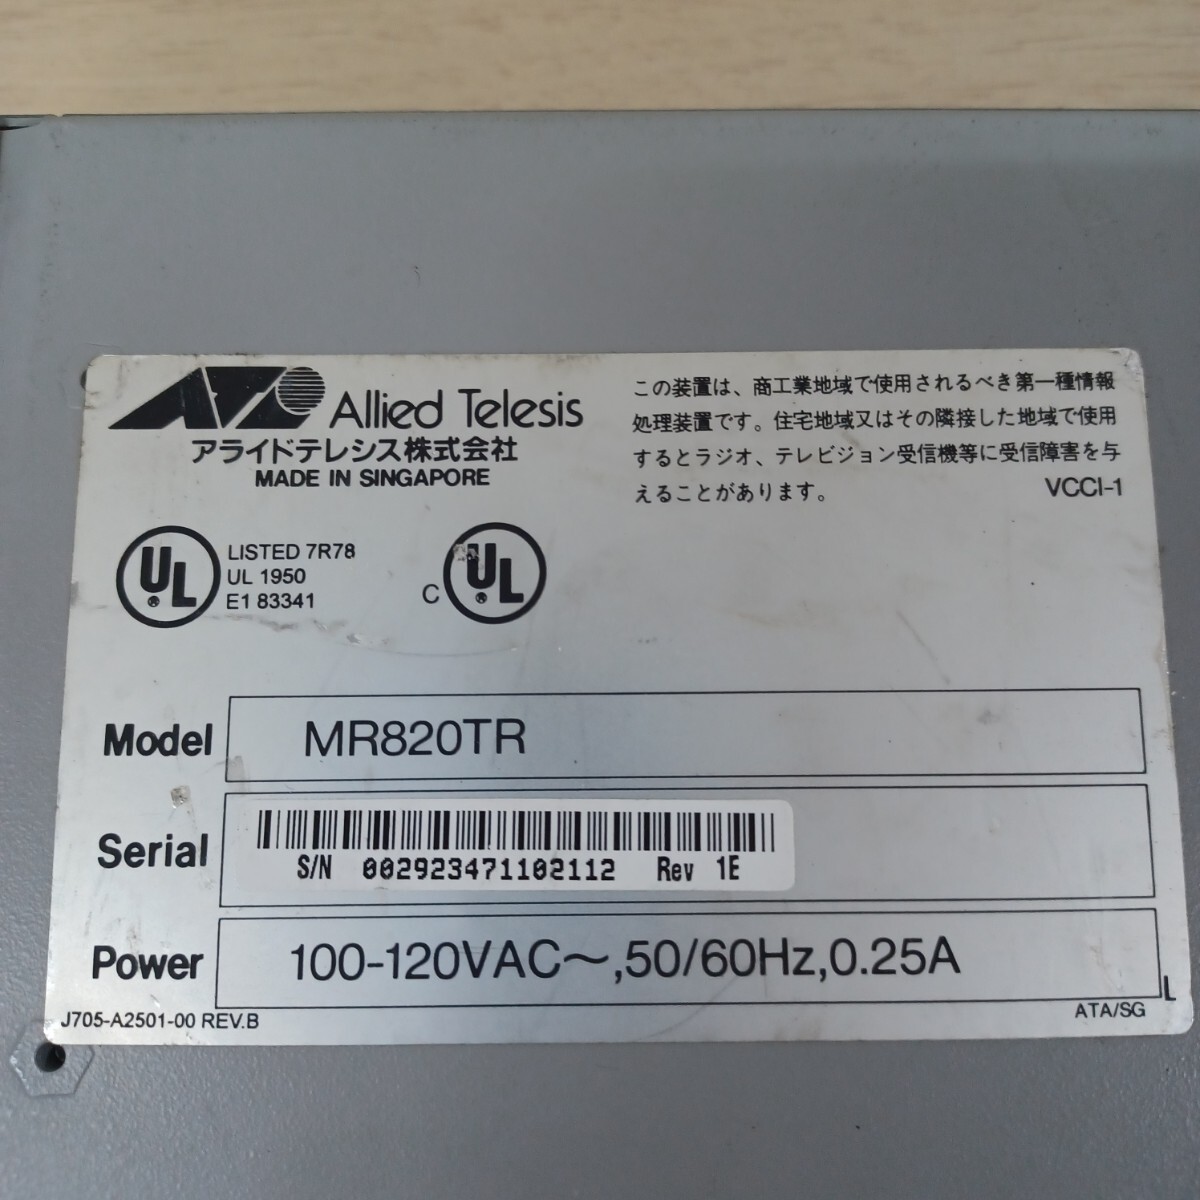 Allied Telesis
アライドテレシス株式会社
MADE IN SINGAPORE
この装置は、商工業地域で使用されるべき第一種情報
処理装置です。住宅地域又はその隣接した地域で使用
するとラジオ、テレビジョン受信機等に受信障害を与
えることがあります。 VCCI-1
UL LISTED 7R78
UL 1950
E1 83341
C UL
Model MR820TR
Serial
S/N 002923471102112 Rev 1E
Power 100-120VAC～,50/60Hz,0.25A
L
J705-A2501-00 REV.B
ATA/SG